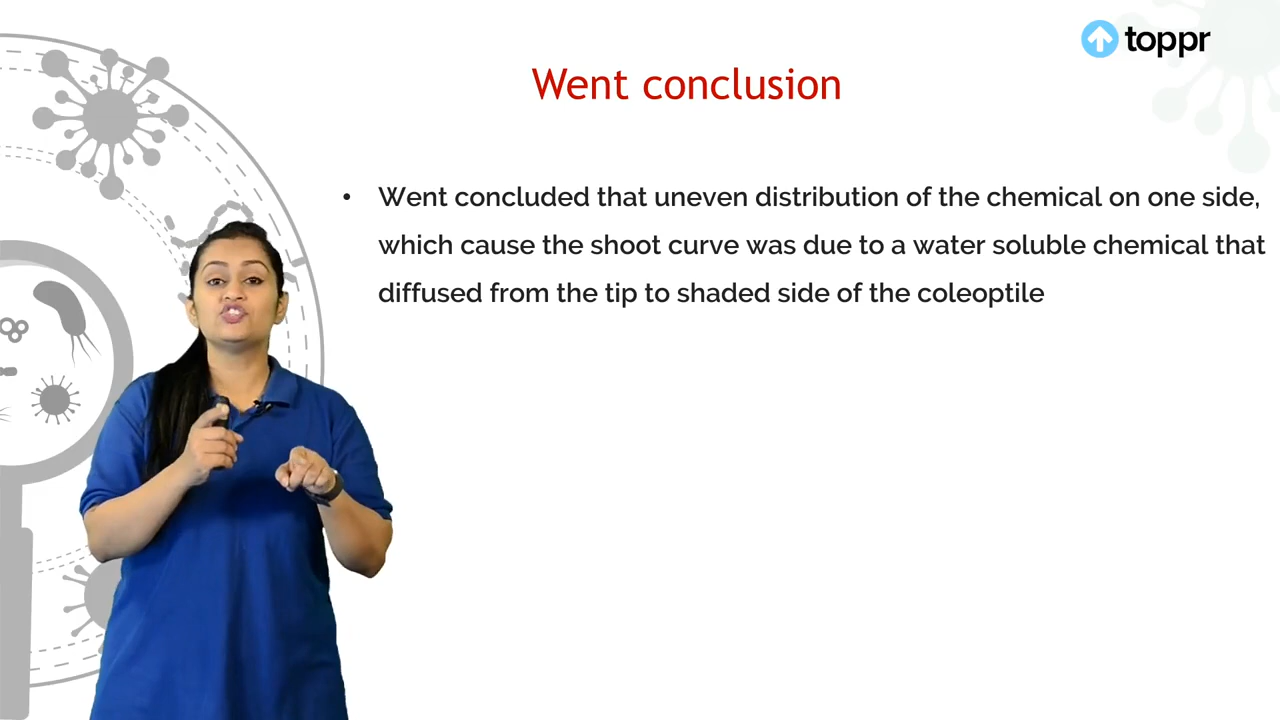 toppr
Went conclusion
• Went concluded that uneven distribution of the chemical on one side,
which cause the shoot curve was due to a water soluble chemical that
diffused from the tip to shaded side of the coleoptile